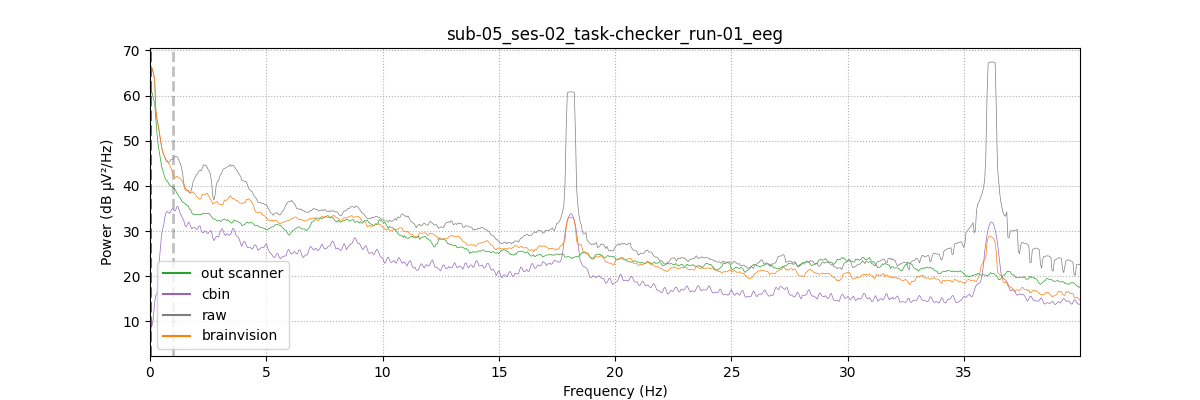 sub-05_ses-02_task-checker_run-01_eeg
Power (dB µV²/Hz)
70
60
50
40
30
20
10
out scanner
cbin
raw
brainvision
0 5 10 15 20 25 30 35
Frequency (Hz)